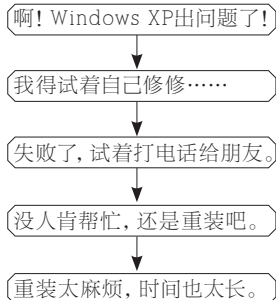 啊! Windows XP出问题了!
我得试着自己修修……
失败了, 试着打电话给朋友。
没人肯帮忙, 还是重装吧。
重装太麻烦, 时间也太长。